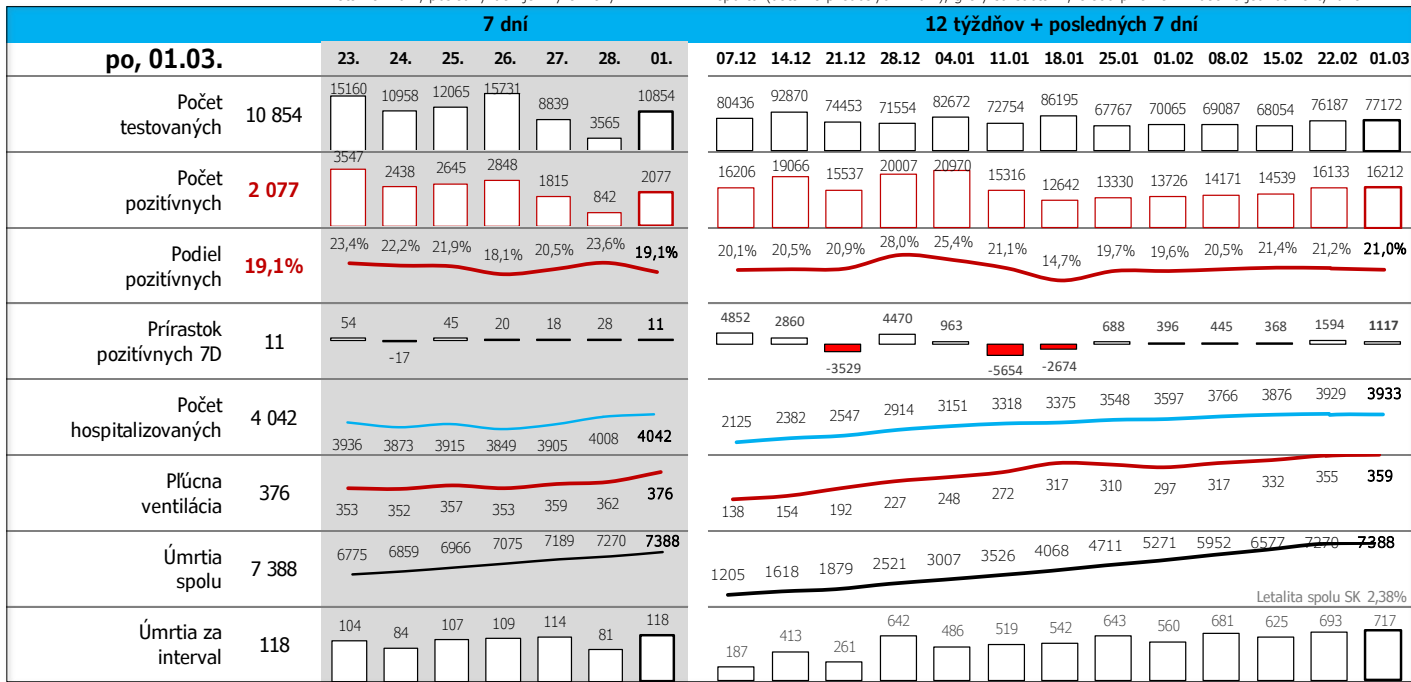 7 dní 12 týždňov + posledných 7 dní
po, 01.03. 23. 24. 25. 26. 27. 28. 01. 07.12 14.12 21.12 28.12 04.01 11.01 18.01 25.01 01.02 08.02 15.02 22.02 01.03
Počet testovaných 10 854 15160 10958 12065 15731 8839 3565 10854 80436 92870 74453 71554 82672 72754 86195 67767 70065 69087 68054 76187 77172
Počet pozitívnych 2 077 3547 2438 2645 2848 1815 842 2077 16206 19066 15537 20007 20970 15316 12642 13330 13726 14171 14539 16133 16212
Podiel pozitívnych 19,1% 23,4% 22,2% 21,9% 18,1% 20,5% 23,6% 19,1% 20,1% 20,5% 20,9% 28,0% 25,4% 21,1% 14,7% 19,7% 19,6% 20,5% 21,4% 21,2% 21,0%
Prírastok pozitívnych 7D 11 54 -17 45 20 18 28 11 4852 2860 -3529 4470 963 -5654 -2674 688 396 445 368 1594 1117
Počet hospitalizovaných 4 042 3936 3873 3915 3849 3905 4008 4042 2125 2382 2547 2914 3151 3318 3375 3548 3597 3766 3876 3929 3933
Pľúcna ventilácia 376 353 352 357 353 359 362 376 138 154 192 227 248 272 317 310 297 317 332 355 359
Úmrtia spolu 7 388 6775 6859 6966 7075 7189 7270 7388 1205 1618 1879 2521 3007 3526 4068 4711 5271 5952 6577 7270 7388
Letalita spolu SK 2,38%
Úmrtia za interval 118 104 84 107 109 114 81 118 187 413 261 642 486 519 542 643 560 681 625 693 717